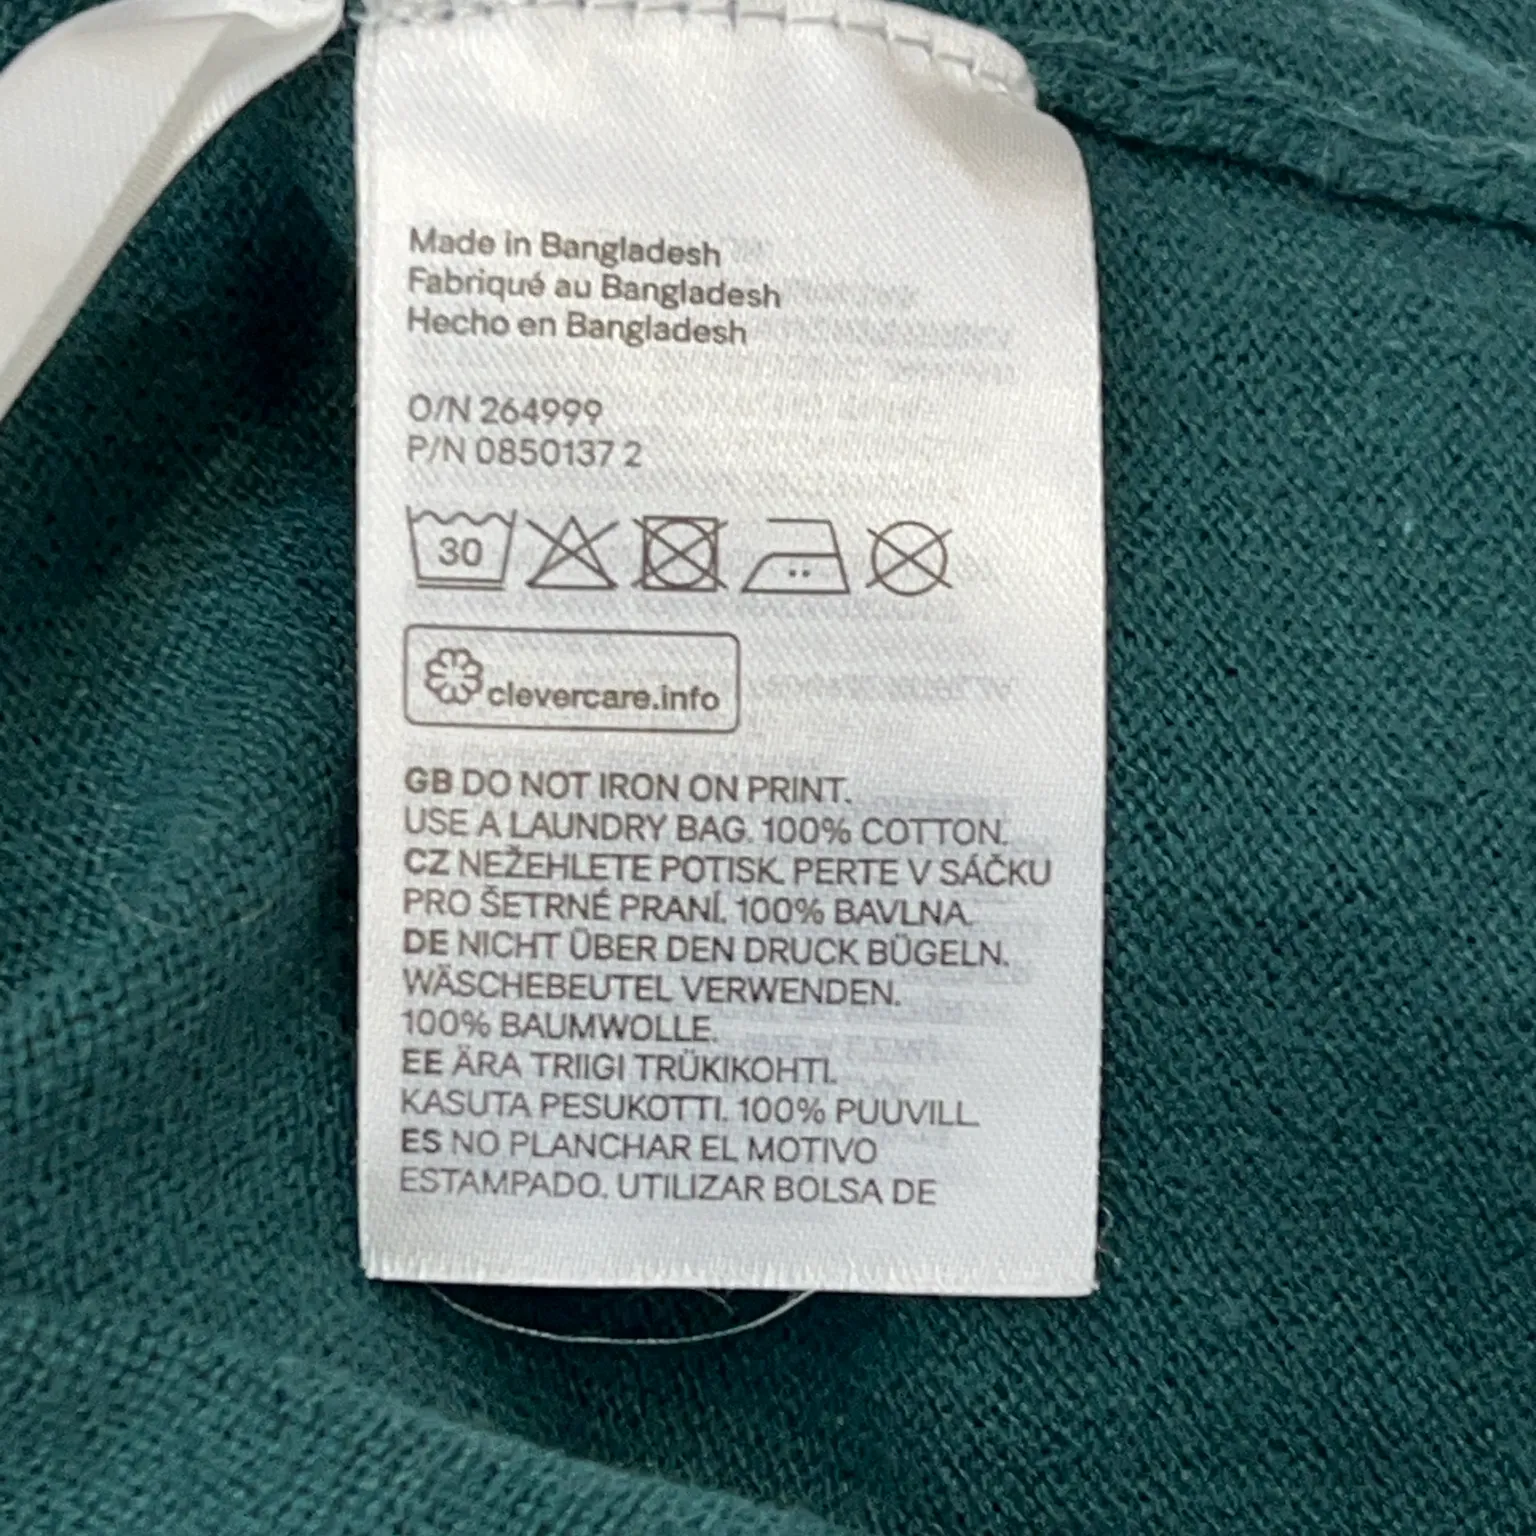 Made in Bangladesh
Fabriqué au Bangladesh
Hecho en Bangladesh
O/N 264999
P/N 0850137 2
30
clevercare.info
GB DO NOT IRON ON PRINT.
USE A LAUNDRY BAG. 100% COTTON.
CZ NEŽEHLETE POTISK. PERTE V SÁČKU
PRO ŠETRNÉ PRANÍ. 100% BAVLNA.
DE NICHT ÜBER DEN DRUCK BÜGELN.
WÄSCHEBEUTEL VERWENDEN.
100% BAUMWOLLE.
EE ÄRA TRIIGI TRÜKIKOHTI.
KASUTA PESUKOTTI. 100% PUUVILL
ES NO PLANCHAR EL MOTIVO
ESTAMPADO. UTILIZAR BOLSA DE